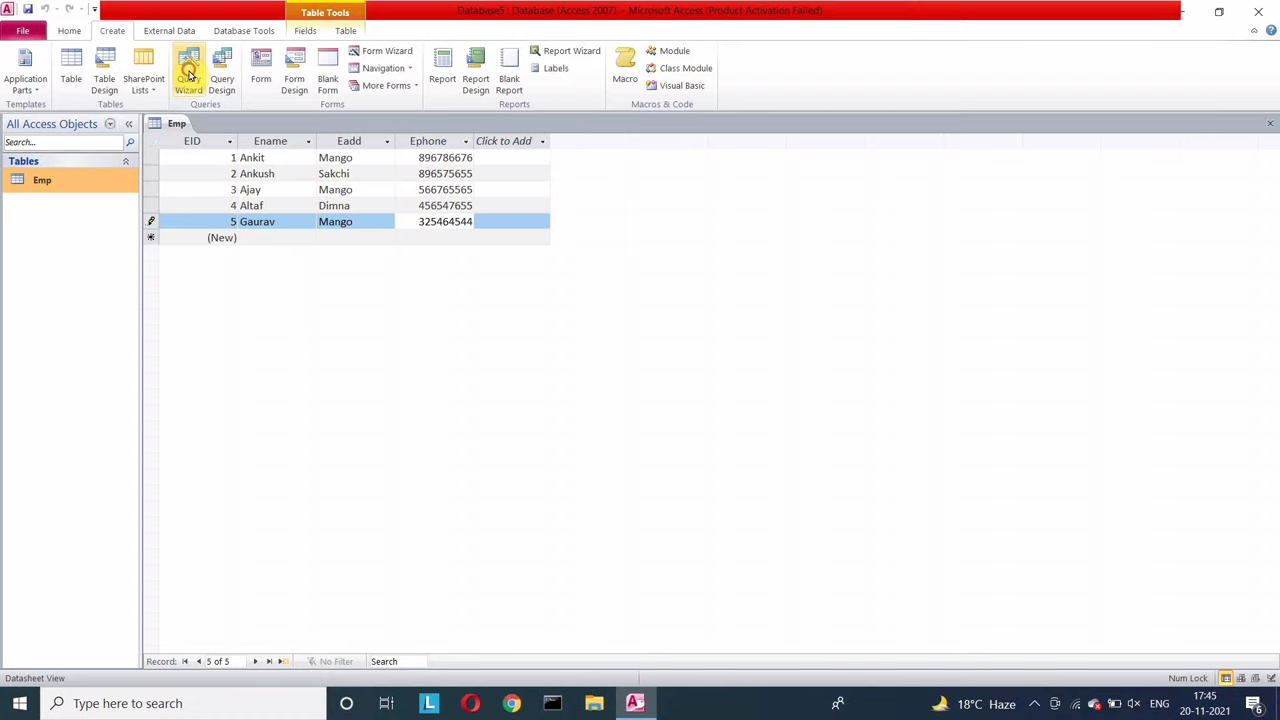 Table Tools
Database5 : Database (Access 2007) - Microsoft Access (Product Activation Failed)
File Home Create External Data Database Tools Fields Table
Application Parts
Table
Table Design
SharePoint Lists
Query Wizard
Query Design
Form
Form Design
Blank Form
Form Wizard
Navigation
More Forms
Report
Report Design
Blank Report
Report Wizard
Labels
Macro
Module
Class Module
Visual Basic
Templates Tables Queries Forms Reports Macros & Code
All Access Objects
Search...
Tables
Emp
Emp
EID Ename Eadd Ephone Click to Add
1 Ankit Mango 896786676
2 Ankush Sakchi 896575655
3 Ajay Mango 566765565
4 Altaf Dimna 456547655
5 Gaurav Mango 325464544
(New)
Record: 5 of 5 No Filter Search
Datasheet View Num Lock
Type here to search
18°C Haze
ENG
17:45
20-11-2021
6